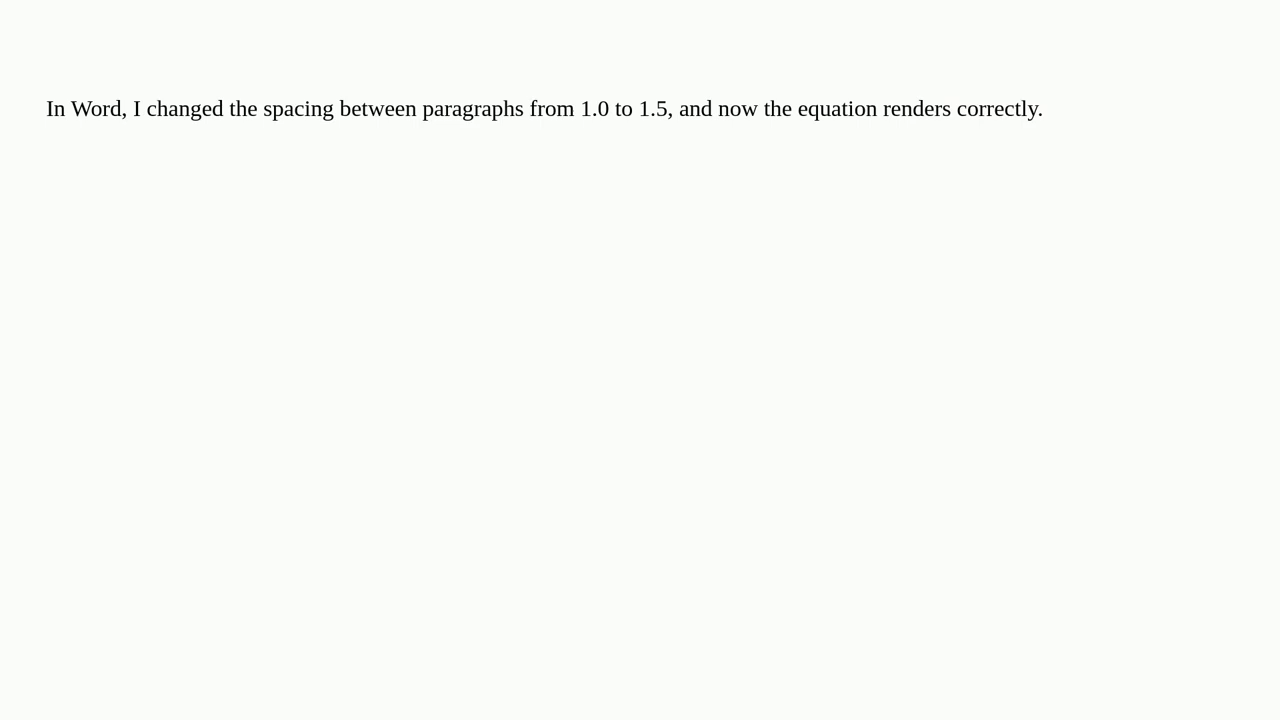 In Word, I changed the spacing between paragraphs from 1.0 to 1.5, and now the equation renders correctly.